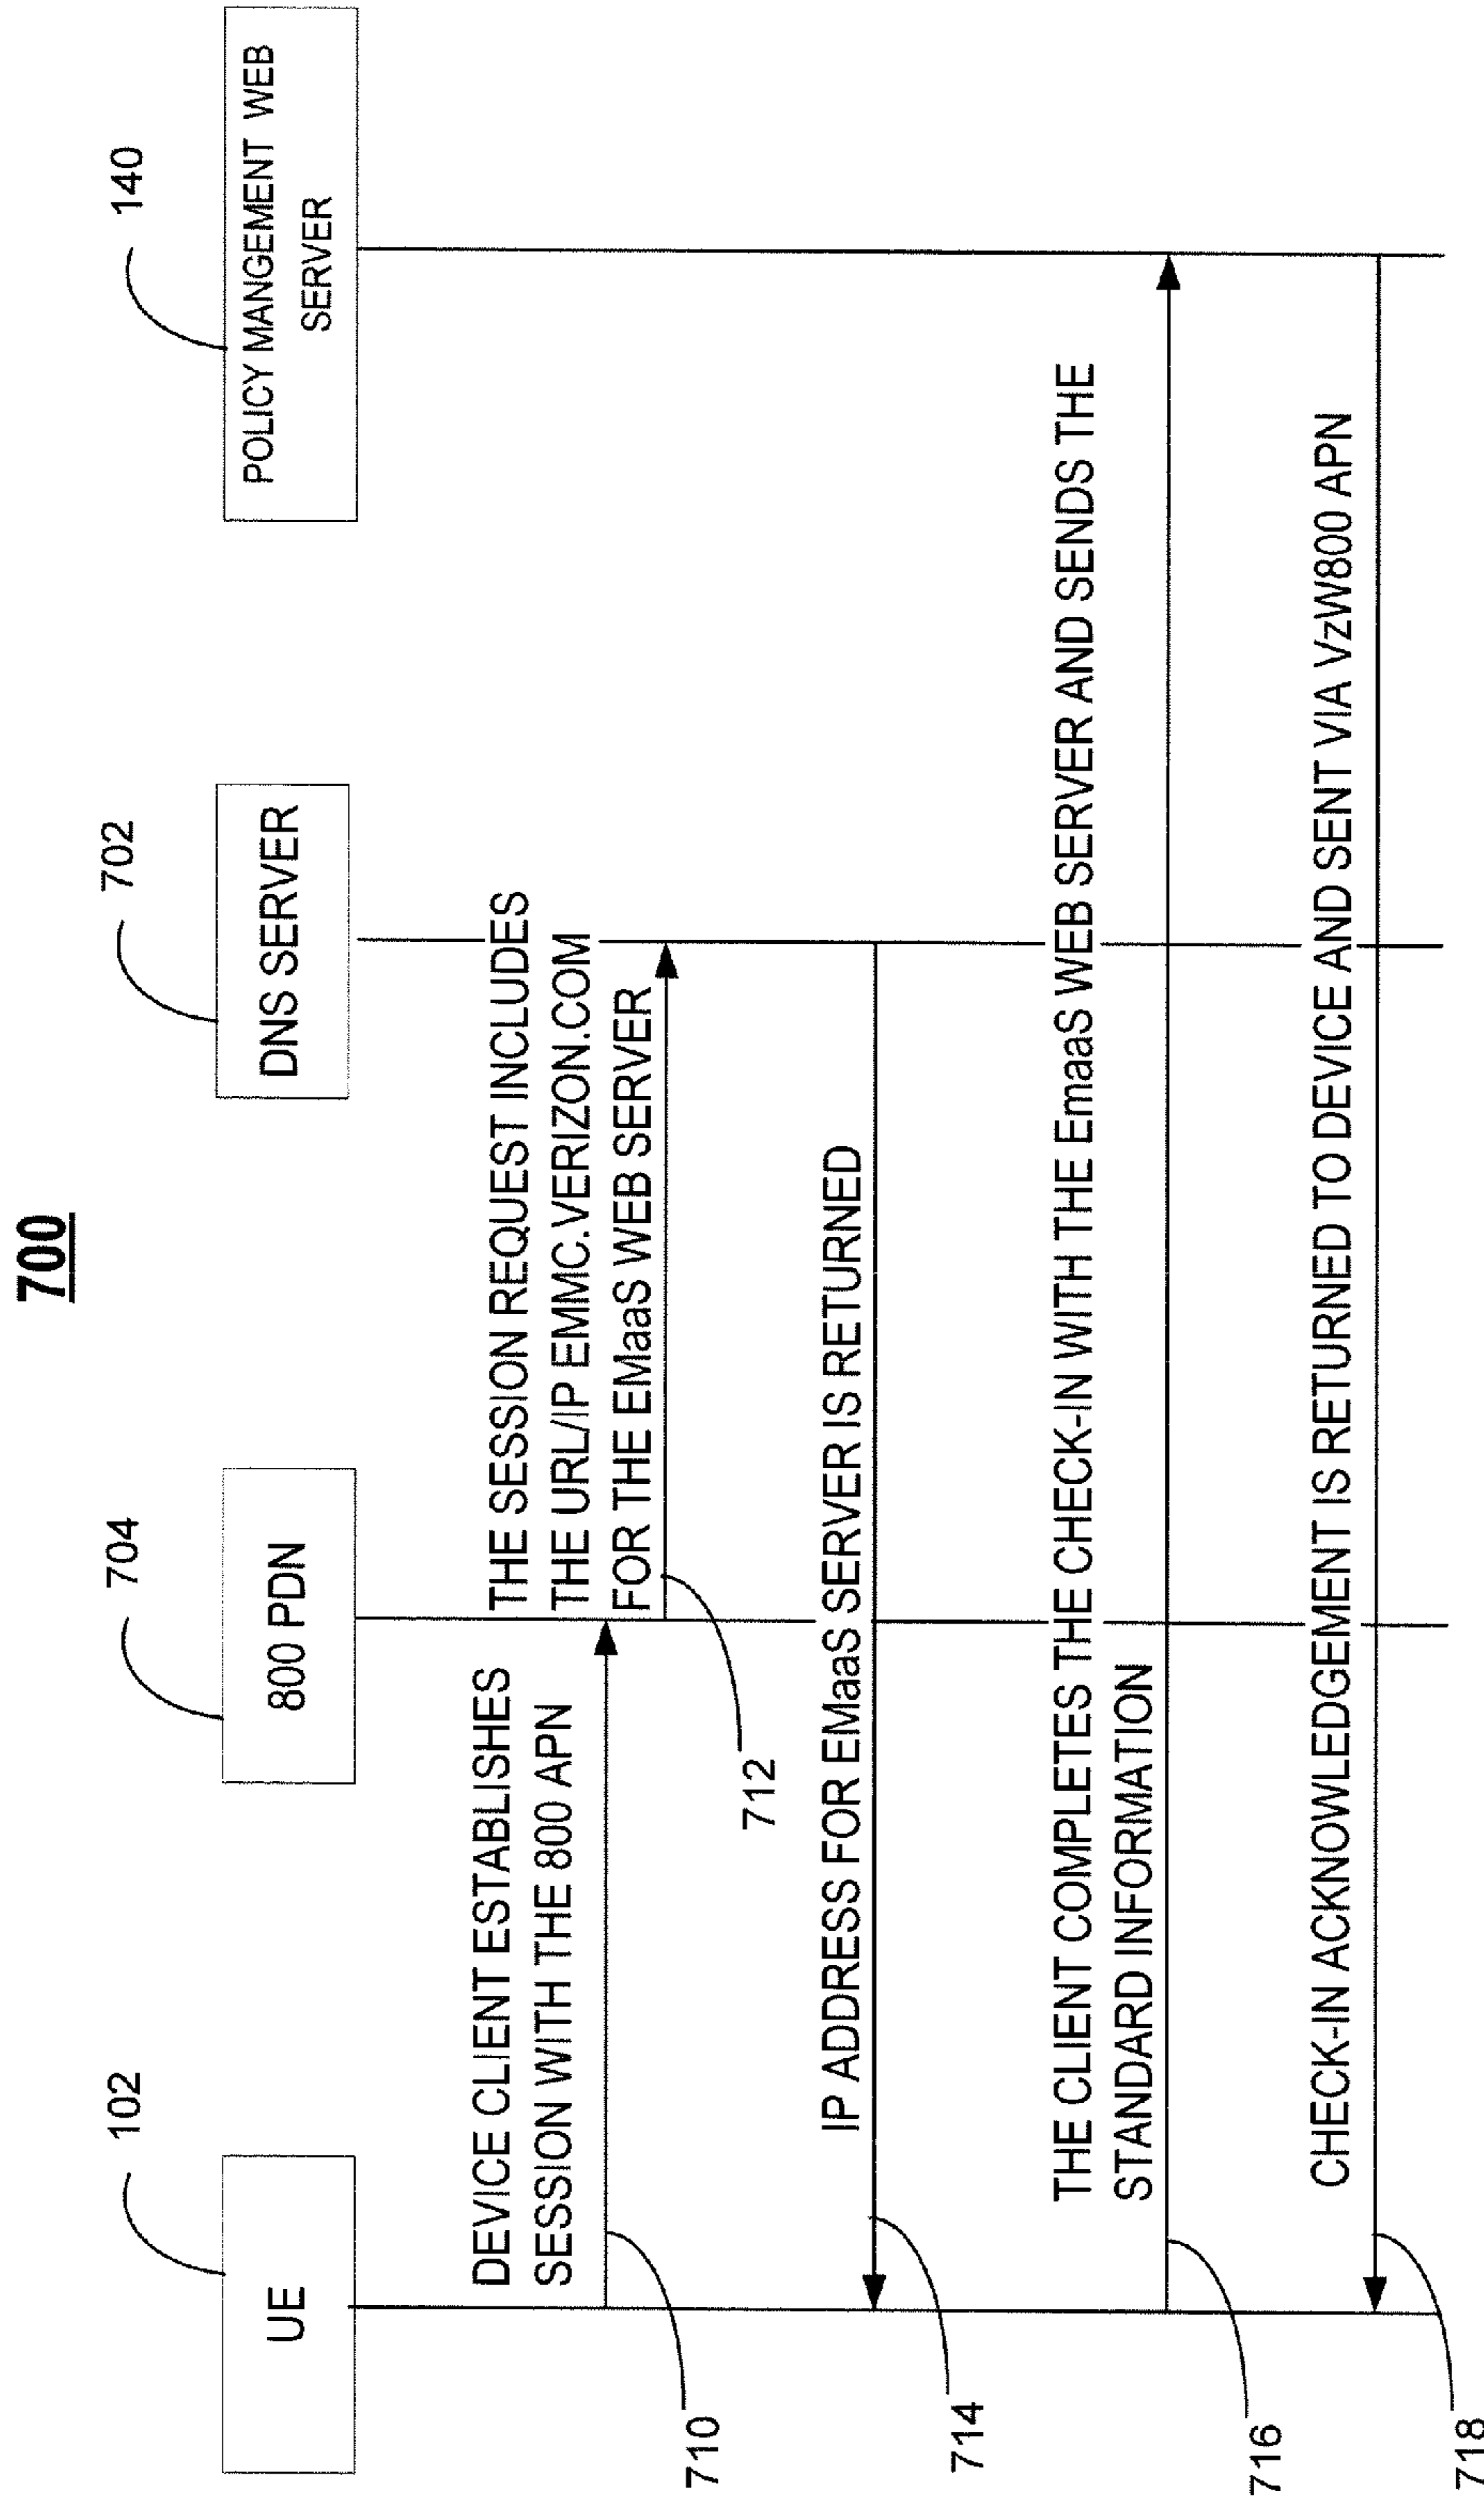 700
102
704
702
140
UE
800 PDN
DNS SERVER
POLICY MANGEMENT WEB
SERVER
DEVICE CLIENT ESTABLISHES
SESSION WITH THE 800 APN
710
THE SESSION REQUEST INCLUDES
THE URL/IP EMMC.VERIZON.COM
FOR THE EMaaS WEB SERVER
712
IP ADDRESS FOR EMaaS SERVER IS RETURNED
714
THE CLIENT COMPLETES THE CHECK-IN WITH THE EmaaS WEB SERVER AND SENDS THE
STANDARD INFORMATION
716
CHECK-IN ACKNOWLEDGEMENT IS RETURNED TO DEVICE AND SENT VIA VzW800 APN
718